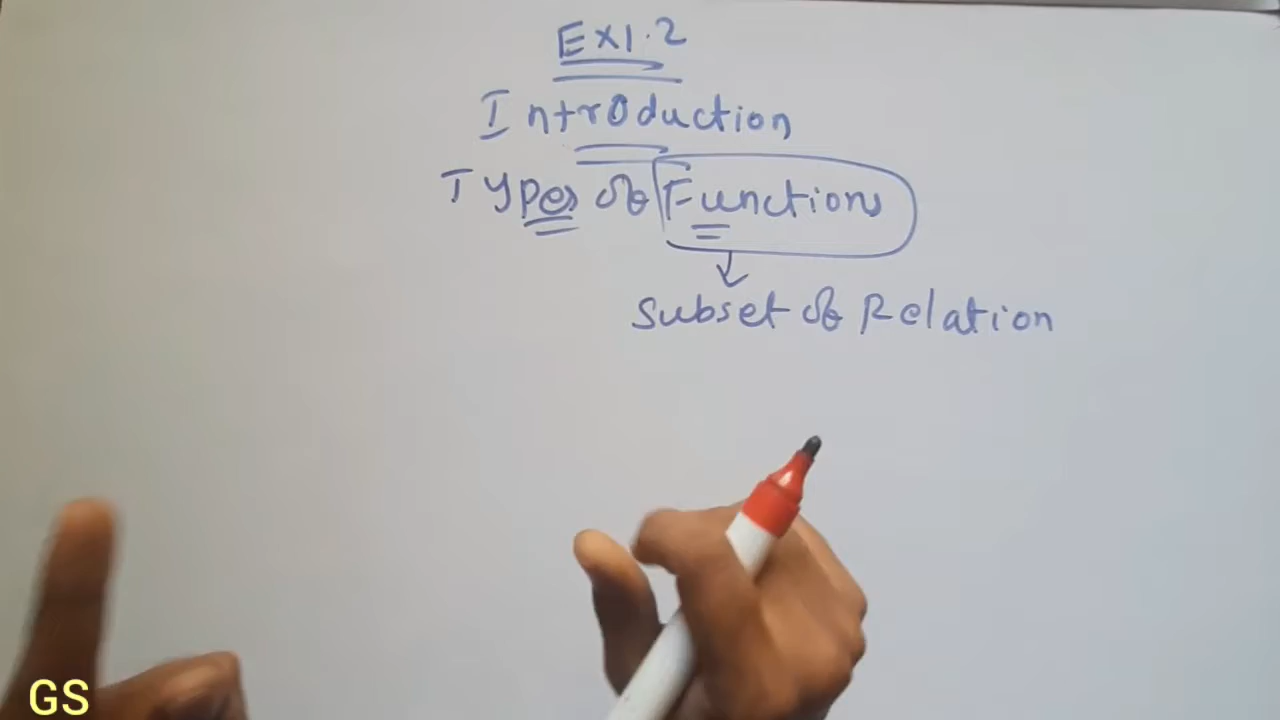 Ex1.2
Introduction
Types of Functions
Subset of Relation
GS